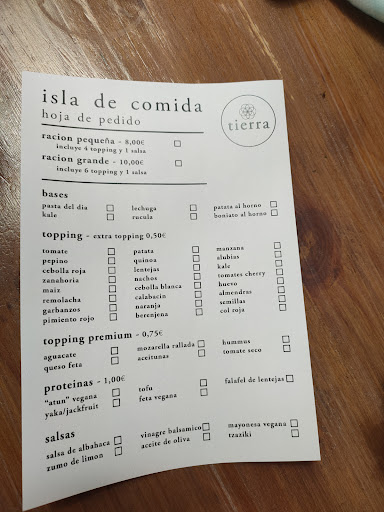 isla de comida
hoja de pedido
tierra
racion pequeña - 8,00€
incluye 4 topping y 1 salsa
racion grande - 10,00€
incluye 6 topping y 1 salsa
bases
pasta del dia lechuga patata al horno
kale rucula boniato al horno
topping - extra topping 0,50€
tomate patata manzana
pepino quinoa alubias
cebolla roja lentejas kale
zanahoria nachos tomates cherry
maiz cebolla blanca huevo
remolacha calabacin almendras
garbanzos naranja semillas
pimiento rojo berenjena col roja
topping premium - 0,75€
aguacate mozarella rallada hummus
queso feta aceitunas tomate seco
proteinas - 1,00€
"atun" vegana tofu falafel de lentejas
yaka/jackfruit feta vegana
salsas
salsa de albahaca vinagre balsamico mayonesa vegana
zumo de limon aceite de oliva tzaziki